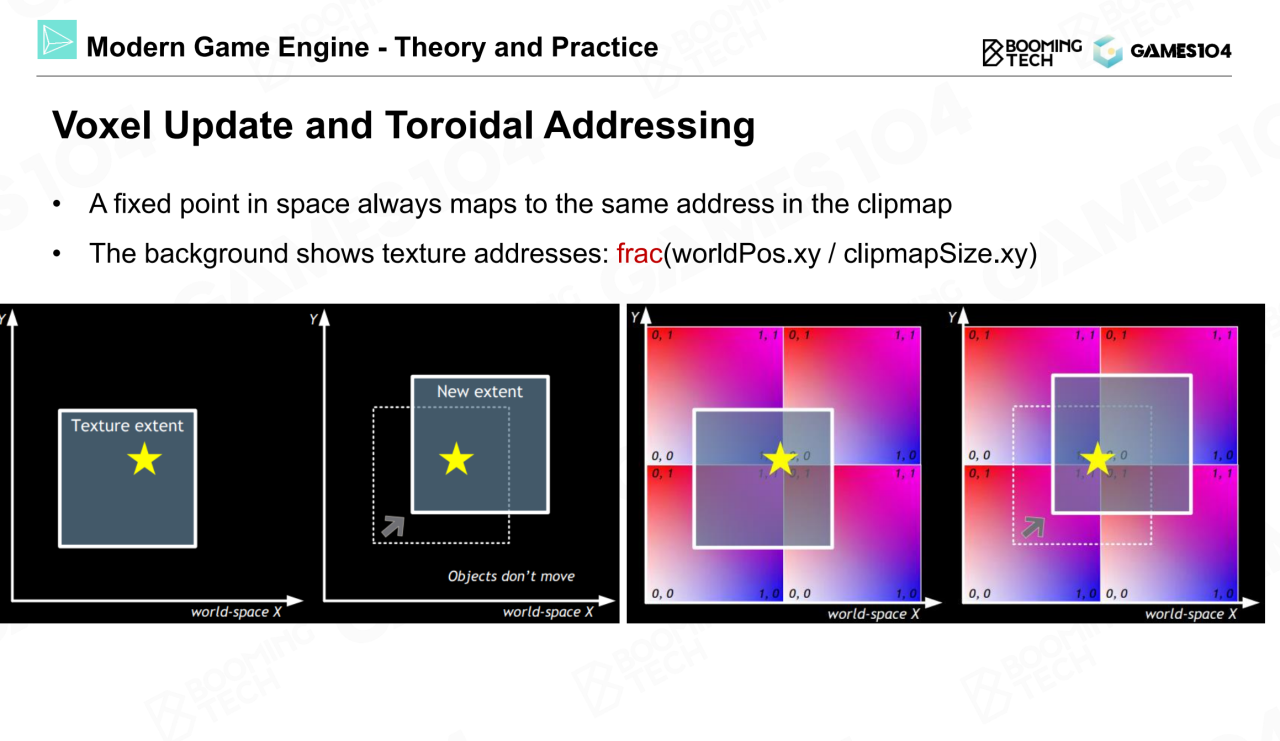 Modern Game Engine - Theory and Practice
BOOMING TECH
GAMES104
Voxel Update and Toroidal Addressing
• A fixed point in space always maps to the same address in the clipmap
• The background shows texture addresses: frac(worldPos.xy / clipmapSize.xy)
Y
Texture extent
world-space X
Y
New extent
Objects don't move
world-space X
Y
0, 1
1, 1
0, 1
1, 1
0, 0
1, 0
0, 1
1, 1
0, 0
1, 0
0, 0
1, 0
world-space X
Y
0, 1
1, 1
0, 1
1, 1
0, 0
1, 0
0, 1
1, 1
0, 0
1, 0
0, 0
1, 0
world-space X